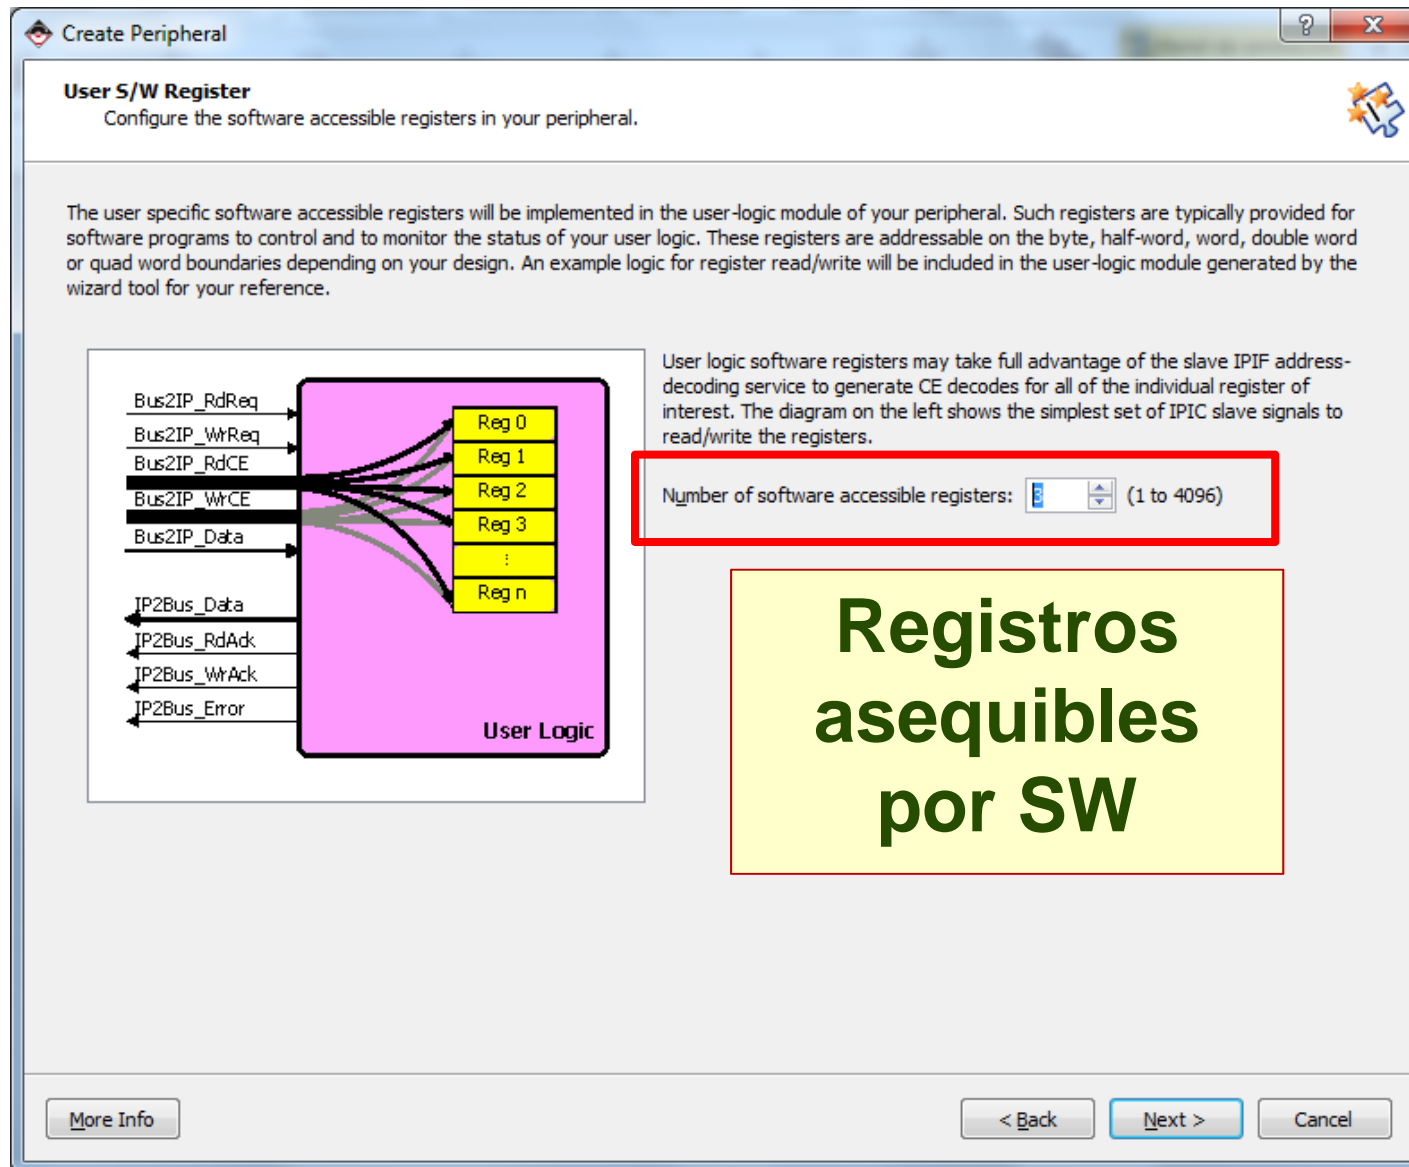 Create Peripheral
User S/W Register
Configure the software accessible registers in your peripheral.
The user specific software accessible registers will be implemented in the user-logic module of your peripheral. Such registers are typically provided for
software programs to control and to monitor the status of your user logic. These registers are addressable on the byte, half-word, word, double word
or quad word boundaries depending on your design. An example logic for register read/write will be included in the user-logic module generated by the
wizard tool for your reference.
Bus2IP_RdReq
Bus2IP_WrReq
Bus2IP_RdCE
Bus2IP_WrCE
Bus2IP_Data
IP2Bus_Data
IP2Bus_RdAck
IP2Bus_WrAck
IP2Bus_Error
Reg 0
Reg 1
Reg 2
Reg 3
:
Reg n
User Logic
User logic software registers may take full advantage of the slave IPIF address-
decoding service to generate CE decodes for all of the individual register of
interest. The diagram on the left shows the simplest set of IPIC slave signals to
read/write the registers.
Number of software accessible registers: 3 (1 to 4096)
Registros
asequibles
por SW
More Info
< Back
Next >
Cancel